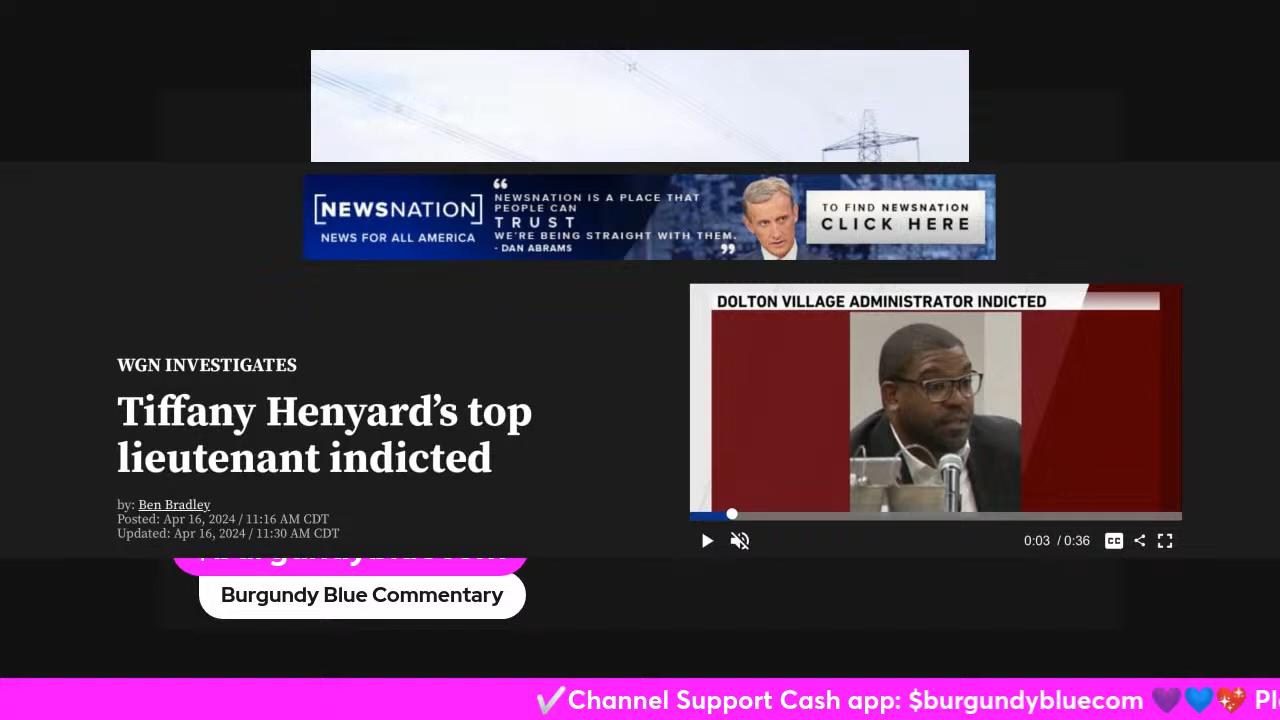 [NEWSNATION]
NEWS FOR ALL AMERICA
“
NEWSNATION IS A PLACE THAT
PEOPLE CAN
TRUST
WE'RE BEING STRAIGHT WITH THEM.
”
- DAN ABRAMS
TO FIND NEWSNATION
CLICK HERE
DOLTON VILLAGE ADMINISTRATOR INDICTED
WGN INVESTIGATES
Tiffany Henyard’s top
lieutenant indicted
by: Ben Bradley
Posted: Apr 16, 2024 / 11:16 AM CDT
Updated: Apr 16, 2024 / 11:30 AM CDT
0:03 / 0:36
CC
Burgundy Blue Commentary
✔️Channel Support Cash app: $burgundybluecom 💜💙💖